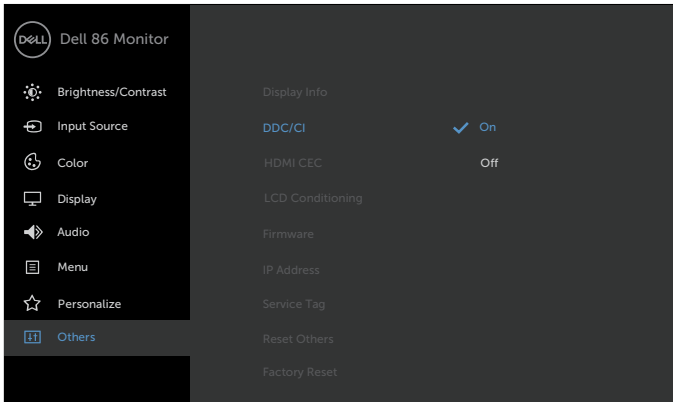 DELL Dell 86 Monitor
Brightness/Contrast
Display Info
Input Source
DDC/CI
On
Color
HDMI CEC
Off
Display
LCD Conditioning
Audio
Firmware
Menu
IP Address
Personalize
Service Tag
Others
Reset Others
Factory Reset